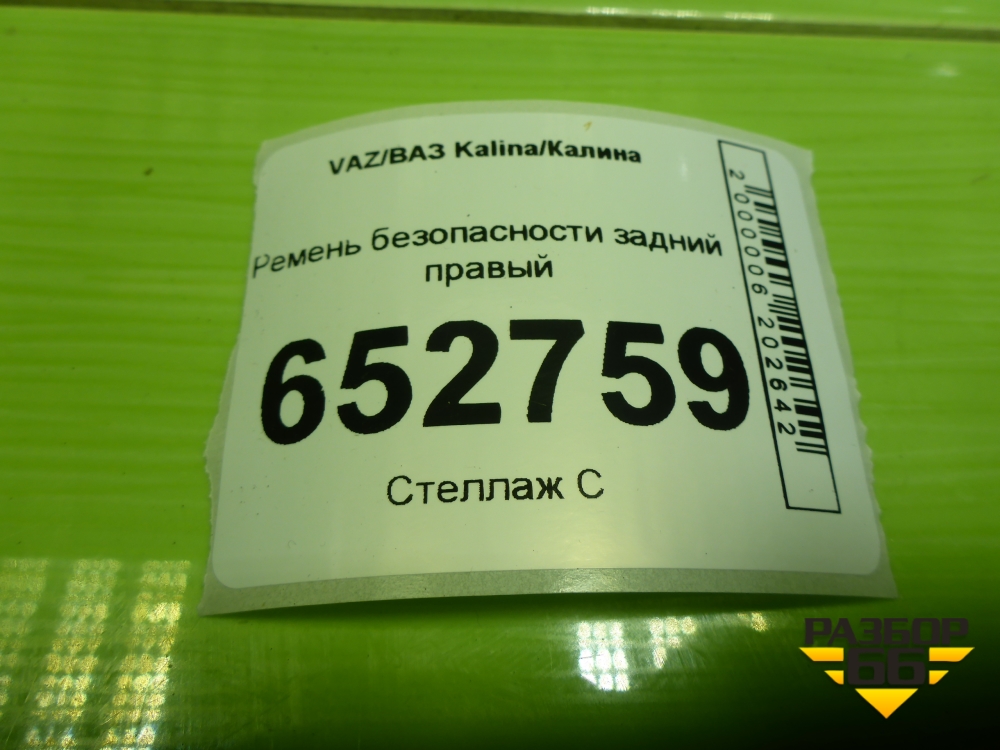 VAZ/ВАЗ Kalina/Калина
Ремень безопасности задний
правый
652759
Стеллаж С
2000006202642
РАЗБОР
66